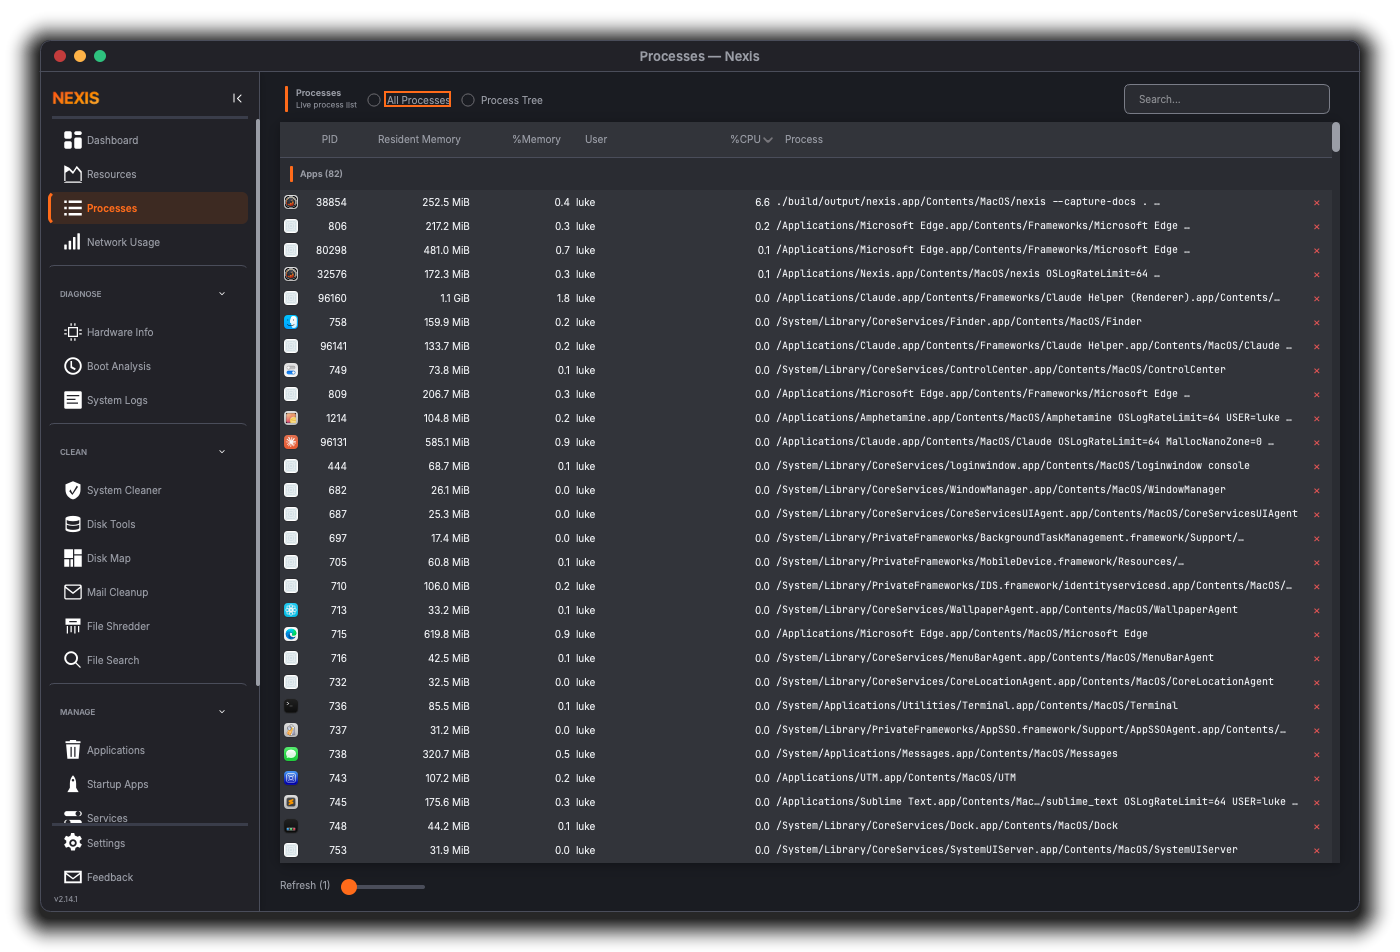 Processes — Nexis
NEXIS
Dashboard
Resources
Processes
Network Usage
DIAGNOSE
Hardware Info
Boot Analysis
System Logs
CLEAN
System Cleaner
Disk Tools
Disk Map
Mail Cleanup
File Shredder
File Search
MANAGE
Applications
Startup Apps
Services
Settings
Feedback
v2.14.1
Processes
Live process list
All Processes
Process Tree
Search...
PID Resident Memory %Memory User %CPU Process
Apps (82)
38854 252.5 MiB 0.4 luke 6.6 ./build/output/nexis.app/Contents/MacOS/nexis --capture-docs . …
806 217.2 MiB 0.3 luke 0.2 /Applications/Microsoft Edge.app/Contents/Frameworks/Microsoft Edge …
80298 481.0 MiB 0.7 luke 0.1 /Applications/Microsoft Edge.app/Contents/Frameworks/Microsoft Edge …
32576 172.3 MiB 0.3 luke 0.1 /Applications/Nexis.app/Contents/MacOS/nexis OSLogRateLimit=64 …
96160 1.1 GiB 1.8 luke 0.0 /Applications/Claude.app/Contents/Frameworks/Claude Helper (Renderer).app/Contents/…
758 159.9 MiB 0.2 luke 0.0 /System/Library/CoreServices/Finder.app/Contents/MacOS/Finder
96141 133.7 MiB 0.2 luke 0.0 /Applications/Claude.app/Contents/Frameworks/Claude Helper.app/Contents/MacOS/Claude …
749 73.8 MiB 0.1 luke 0.0 /System/Library/CoreServices/ControlCenter.app/Contents/MacOS/ControlCenter
809 206.7 MiB 0.3 luke 0.0 /Applications/Microsoft Edge.app/Contents/Frameworks/Microsoft Edge …
1214 104.8 MiB 0.2 luke 0.0 /Applications/Amphetamine.app/Contents/MacOS/Amphetamine OSLogRateLimit=64 USER=luke …
96131 585.1 MiB 0.9 luke 0.0 /Applications/Claude.app/Contents/MacOS/Claude OSLogRateLimit=64 MallocNanoZone=0 …
444 68.7 MiB 0.1 luke 0.0 /System/Library/CoreServices/loginwindow.app/Contents/MacOS/loginwindow console
682 26.1 MiB 0.0 luke 0.0 /System/Library/CoreServices/WindowManager.app/Contents/MacOS/WindowManager
687 25.3 MiB 0.0 luke 0.0 /System/Library/CoreServices/CoreServicesUIAgent.app/Contents/MacOS/CoreServicesUIAgent
697 17.4 MiB 0.0 luke 0.0 /System/Library/PrivateFrameworks/BackgroundTaskManagement.framework/Support/…
705 60.8 MiB 0.1 luke 0.0 /System/Library/PrivateFrameworks/MobileDevice.framework/Resources/…
710 106.0 MiB 0.2 luke 0.0 /System/Library/PrivateFrameworks/IDS.framework/identityservicesd.app/Contents/MacOS/…
713 33.2 MiB 0.1 luke 0.0 /System/Library/CoreServices/WallpaperAgent.app/Contents/MacOS/WallpaperAgent
715 619.8 MiB 0.9 luke 0.0 /Applications/Microsoft Edge.app/Contents/MacOS/Microsoft Edge
716 42.5 MiB 0.1 luke 0.0 /System/Library/CoreServices/MenuBarAgent.app/Contents/MacOS/MenuBarAgent
732 32.5 MiB 0.0 luke 0.0 /System/Library/CoreServices/CoreLocationAgent.app/Contents/MacOS/CoreLocationAgent
736 85.5 MiB 0.1 luke 0.0 /System/Applications/Utilities/Terminal.app/Contents/MacOS/Terminal
737 31.2 MiB 0.0 luke 0.0 /System/Library/PrivateFrameworks/AppSSO.framework/Support/AppSSOAgent.app/Contents/…
738 320.7 MiB 0.5 luke 0.0 /System/Applications/Messages.app/Contents/MacOS/Messages
743 107.2 MiB 0.2 luke 0.0 /Applications/UTM.app/Contents/MacOS/UTM
745 175.6 MiB 0.3 luke 0.0 /Applications/Sublime Text.app/Contents/Mac…/sublime_text OSLogRateLimit=64 USER=luke …
748 44.2 MiB 0.1 luke 0.0 /System/Library/CoreServices/Dock.app/Contents/MacOS/Dock
753 31.9 MiB 0.0 luke 0.0 /System/Library/CoreServices/SystemUIServer.app/Contents/MacOS/SystemUIServer
Refresh (1)